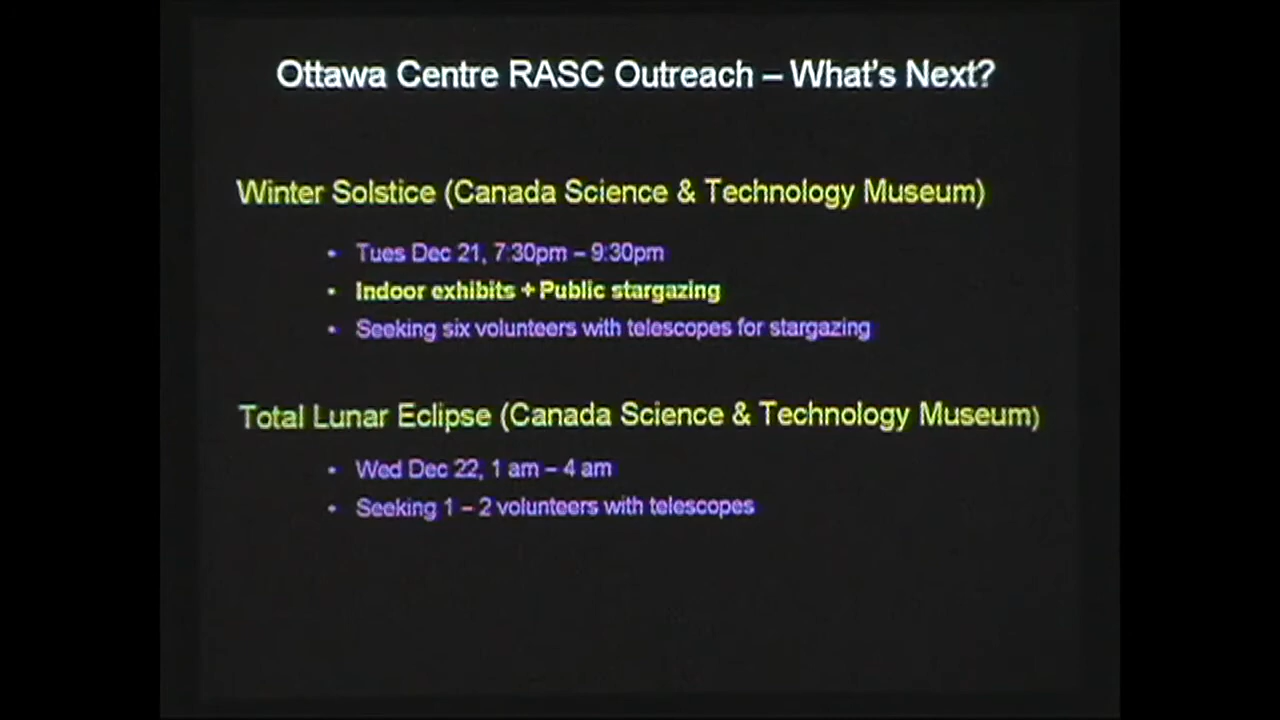 Ottawa Centre RASC Outreach – What's Next?
Winter Solstice (Canada Science & Technology Museum)
• Tues Dec 21, 7:30pm – 9:30pm
• Indoor exhibits + Public stargazing
• Seeking six volunteers with telescopes for stargazing
Total Lunar Eclipse (Canada Science & Technology Museum)
• Wed Dec 22, 1 am – 4 am
• Seeking 1 – 2 volunteers with telescopes